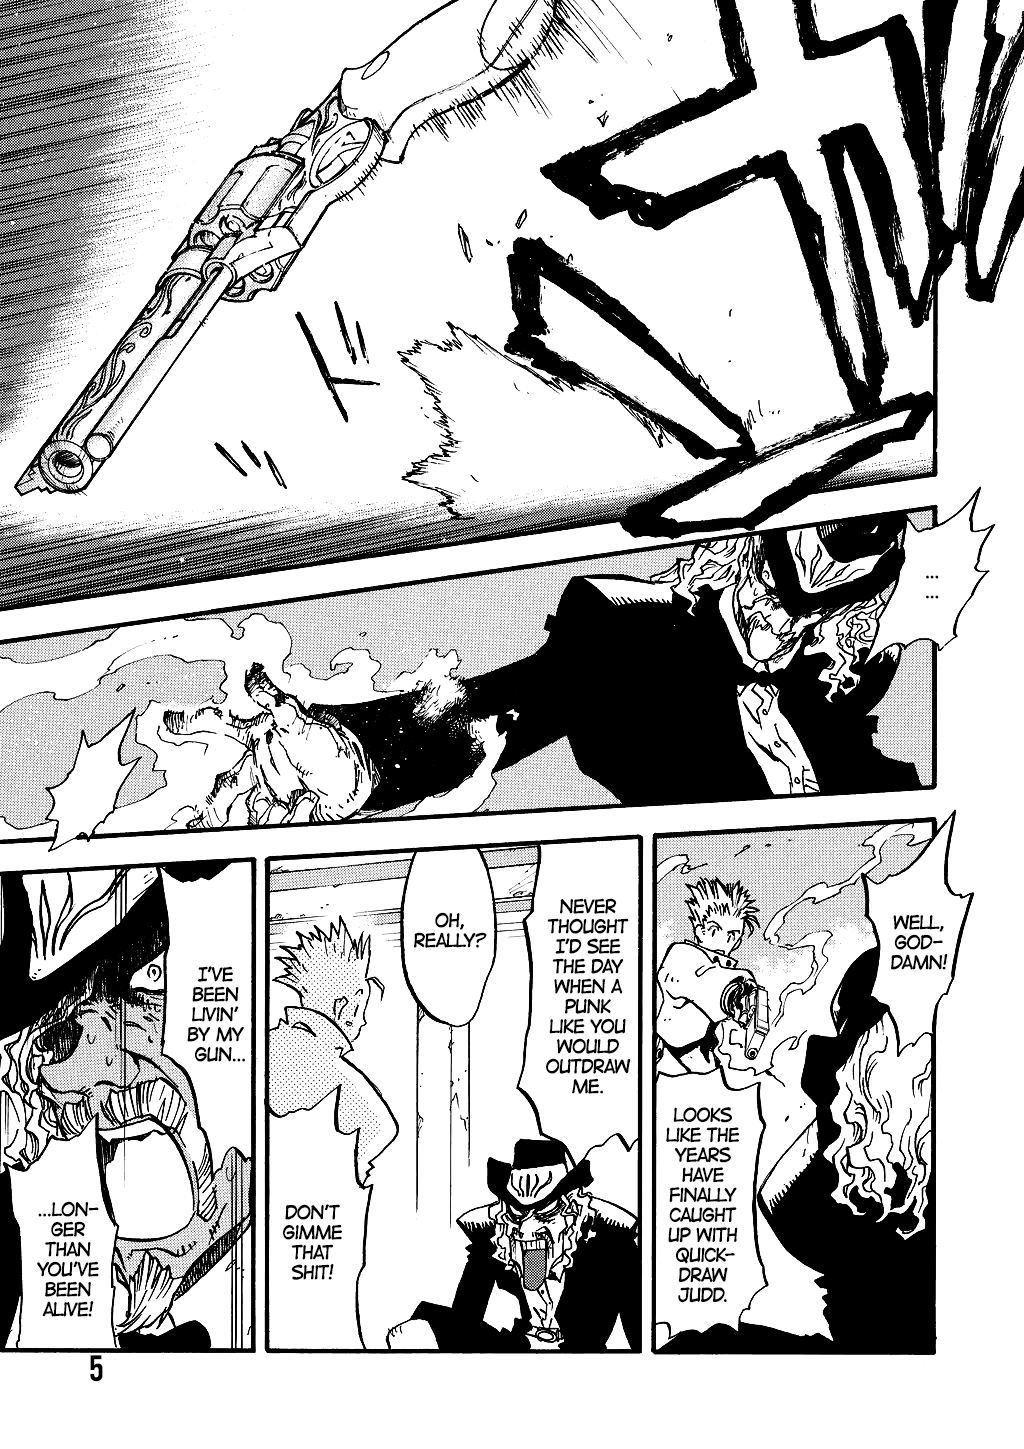 ...
...
WELL,
GOD-
DAMN!
LOOKS
LIKE THE
YEARS
HAVE
FINALLY
CAUGHT
UP WITH
QUICK-
DRAW
JUDD.
NEVER
THOUGHT
I'D SEE
THE DAY
WHEN A
PUNK
LIKE YOU
WOULD
OUTDRAW
ME.
OH,
REALLY?
DON'T
GIMME
THAT
SHIT!
I'VE
BEEN
LIVIN'
BY MY
GUN...
...LON-
GER
THAN
YOU'VE
BEEN
ALIVE!
5